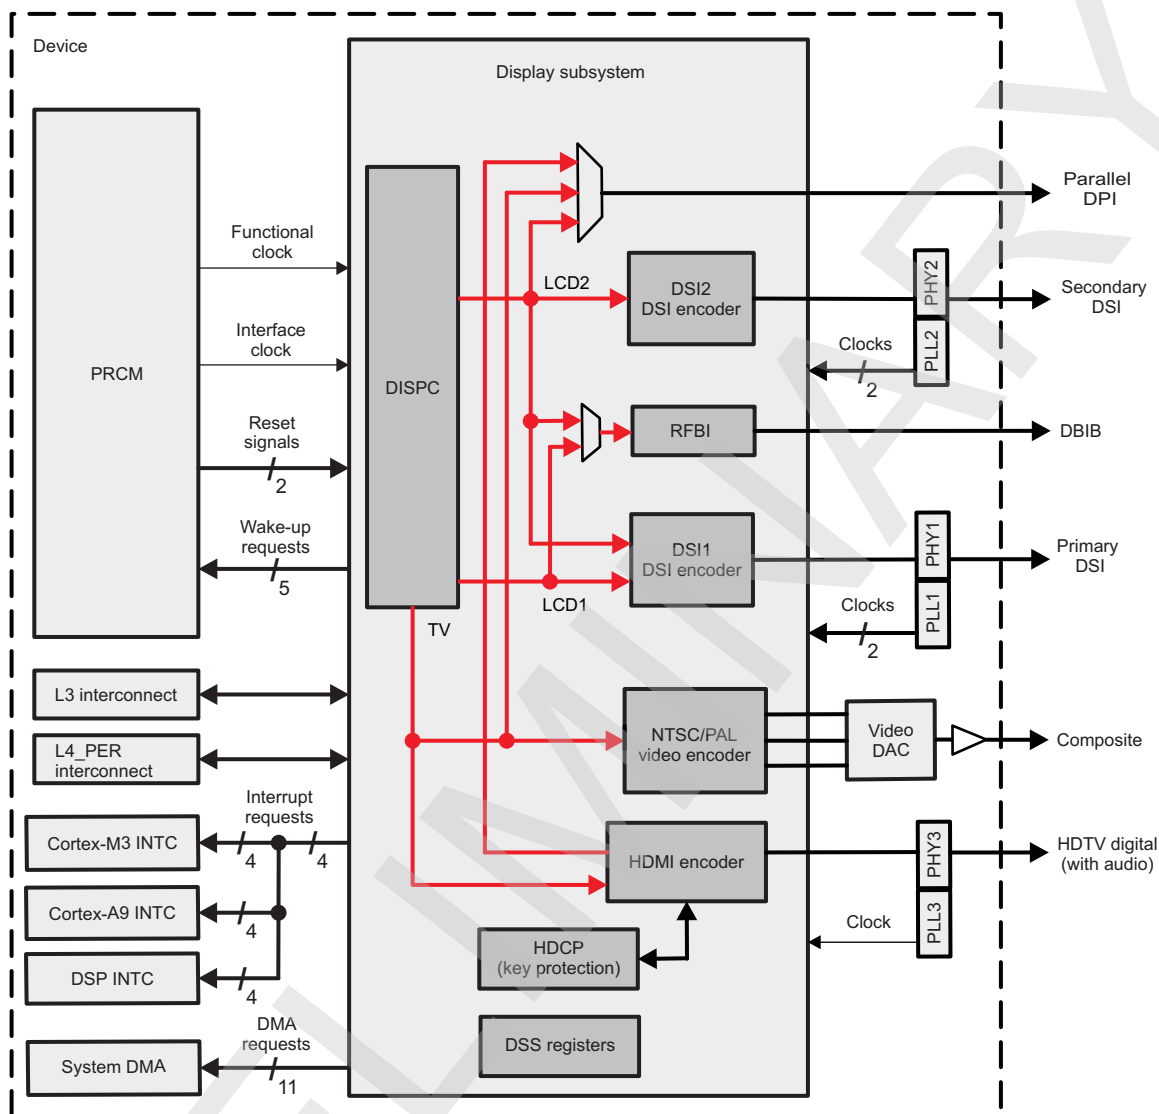 Device
Display subsystem
Parallel
DPI
Functional
clock
LCD2
DSI2
DSI encoder
PHY2
PLL2
Secondary
DSI
Interface
clock
Clocks
2
PRCM
DISPC
Reset
signals
2
RFBI
DBIB
Wake-up
requests
5
DSI1
DSI encoder
PHY1
PLL1
Primary
DSI
LCD1
Clocks
2
TV
L3 interconnect
L4_PER
interconnect
NTSC/PAL
video encoder
Video
DAC
Composite
Interrupt
requests
Cortex-M3 INTC
4
4
HDMI encoder
PHY3
PLL3
HDTV digital
(with audio)
Cortex-A9 INTC
4
Clock
HDCP
(key protection)
DSP INTC
4
DMA
requests
System DMA
11
DSS registers
PRELIMINARY